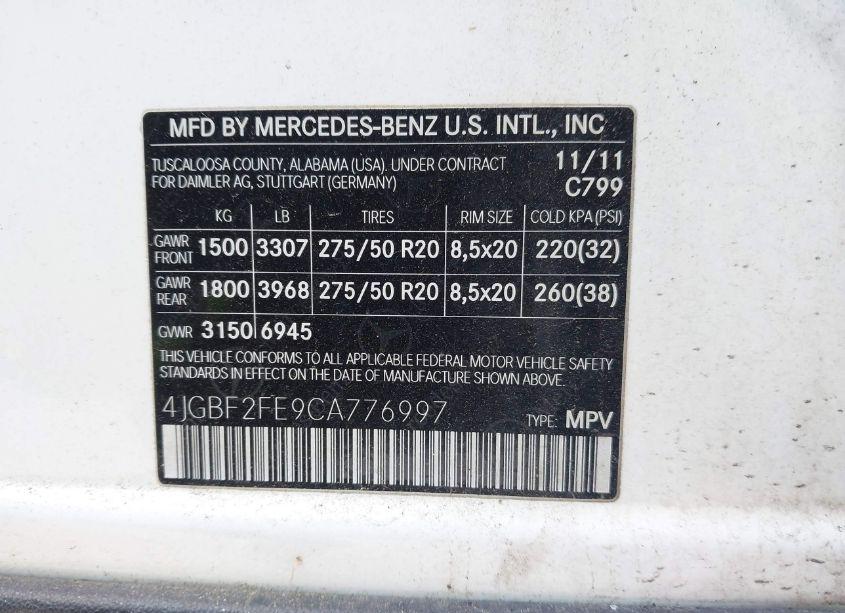 MFD BY MERCEDES-BENZ U.S. INTL., INC
TUSCALOOSA COUNTY, ALABAMA (USA). UNDER CONTRACT 11/11
FOR DAIMLER AG, STUTTGART (GERMANY) C799
KG LB TIRES RIM SIZE COLD KPA (PSI)
GAWR FRONT 1500 3307 275/50 R20 8,5x20 220(32)
GAWR REAR 1800 3968 275/50 R20 8,5x20 260(38)
GVWR 3150 6945
THIS VEHICLE CONFORMS TO ALL APPLICABLE FEDERAL MOTOR VEHICLE SAFETY
STANDARDS IN EFFECT ON THE DATE OF MANUFACTURE SHOWN ABOVE.
4JGBF2FE9CA776997 TYPE: MPV